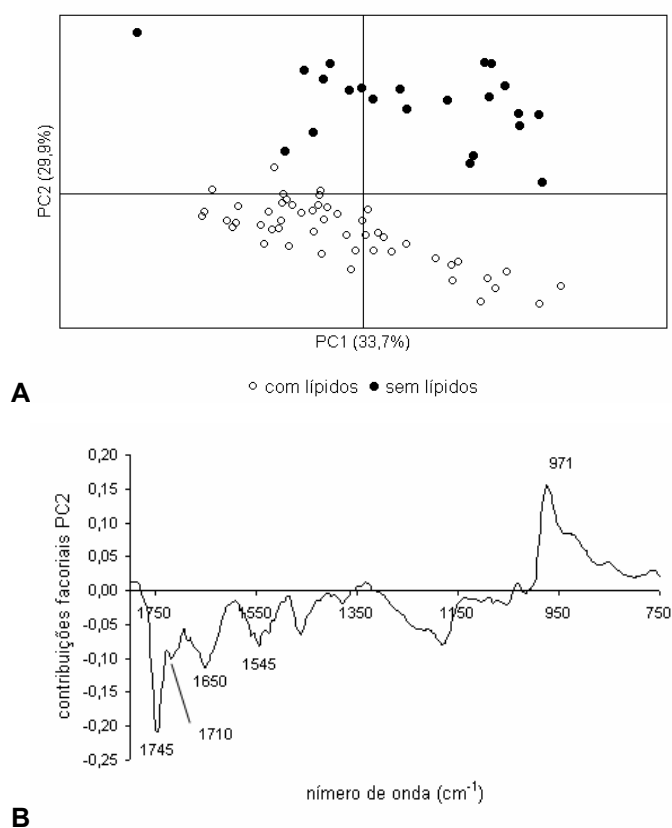 PC2 (29,9%)
PC1 (33,7%)
com lípidos sem lípidos
A
971
0,20
0,15
0,10
0,05
0,00
-0,05
-0,10
-0,15
-0,20
-0,25
contribuições facoriais PC2
1750 1550 1350 1150 950 750
1545
1650
1710
1745
nímero de onda (cm-1)
B